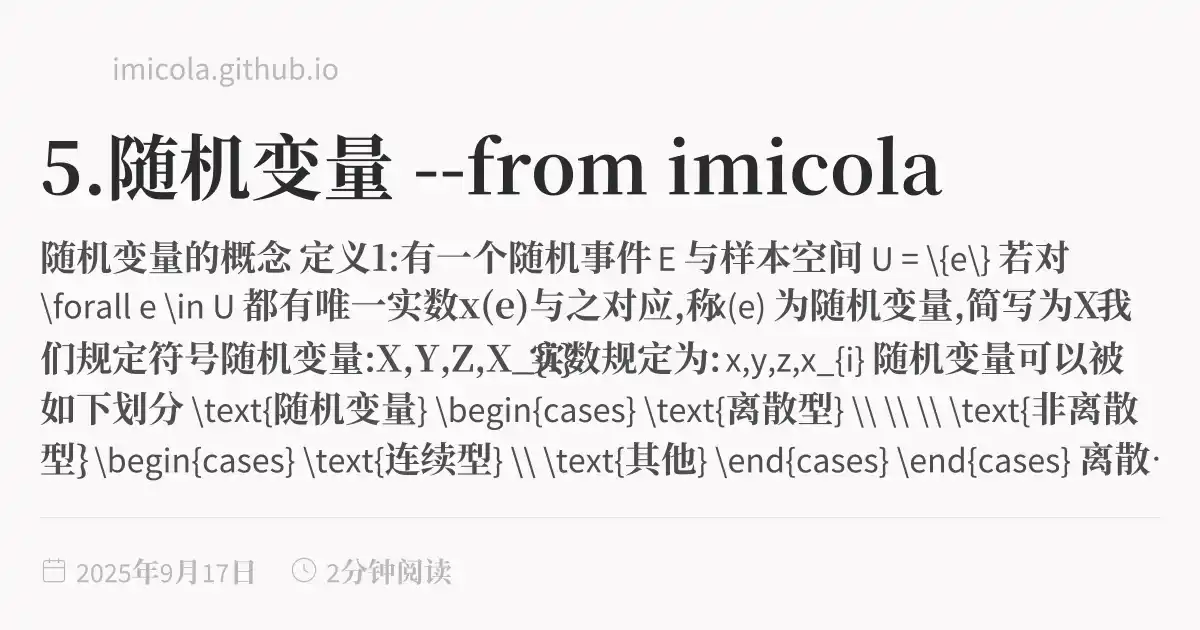 imicola.github.io
5.随机变量 --from imicola
随机变量的概念 定义1:有一个随机事件 E 与样本空间 U = \{e\} 若对
\forall e \in U 都有唯一实数x(e)与之对应,称x(e) 为随机变量,简写为X我
们规定符号随机变量:X,Y,Z,X_{i}实数规定为: x,y,z,x_{i} 随机变量可以被
如下划分 \text{随机变量} \begin{cases} \text{离散型} \\ \\ \\ \text{非离散
型} \begin{cases} \text{连续型} \\ \text{其他} \end{cases} \end{cases} 离散…
2025年9月17日 2分钟阅读